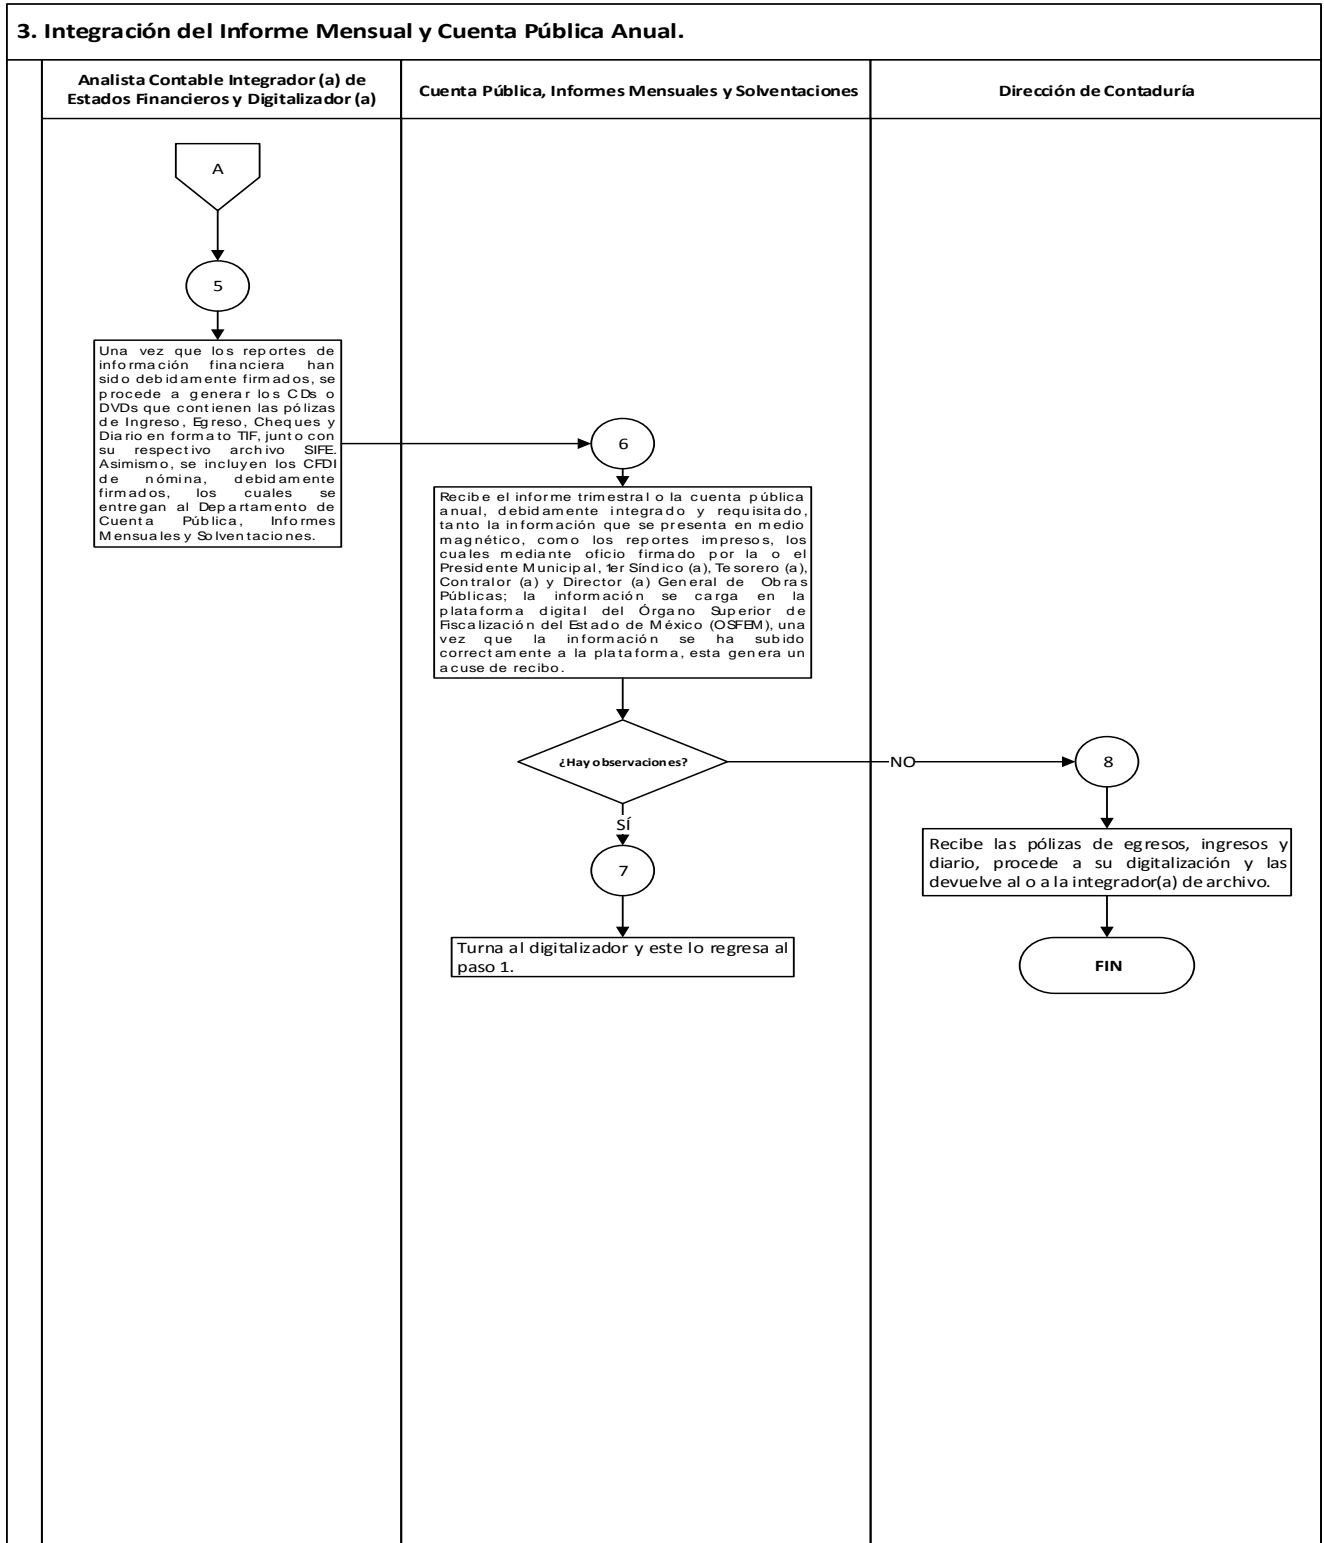 3. Integración del Informe Mensual y Cuenta Pública Anual.
Analista Contable Integrador (a) de
Estados Financieros y Digitalizador (a)
Cuenta Pública, Informes Mensuales y Solventaciones
Dirección de Contaduría
A
5
Una vez que los reportes de
información financiera han
sido debidamente firmados, se
procede a generar los CDs o
DVDs que contienen las pólizas
de Ingreso, Egreso, Cheques y
Diario en formato TIF, junto con
su respectivo archivo SIFE.
Asimismo, se incluyen los CFDI
de nómina, debidamente
firmados, los cuales se
entregan al Departamento de
Cuenta Pública, Informes
Mensuales y Solventaciones.
6
Recibe el informe trimestral o la cuenta pública
anual, debidamente integrado y requisitado,
tanto la información que se presenta en medio
magnético, como los reportes impresos, los
cuales mediante oficio firmado por la o el
Presidente Municipal, 1er Síndico (a), Tesorero (a),
Contralor (a) y Director (a) General de Obras
Públicas; la información se carga en la
plataforma digital del Órgano Superior de
Fiscalización del Estado de México (OSFEM), una
vez que la información se ha subido
correctamente a la plataforma, esta genera un
acuse de recibo.
¿Hay observaciones?
NO
8
SÍ
7
Recibe las pólizas de egresos, ingresos y
diario, procede a su digitalización y las
devuelve al o a la integrador(a) de archivo.
Turna al digitalizador y este lo regresa al
paso 1.
FIN